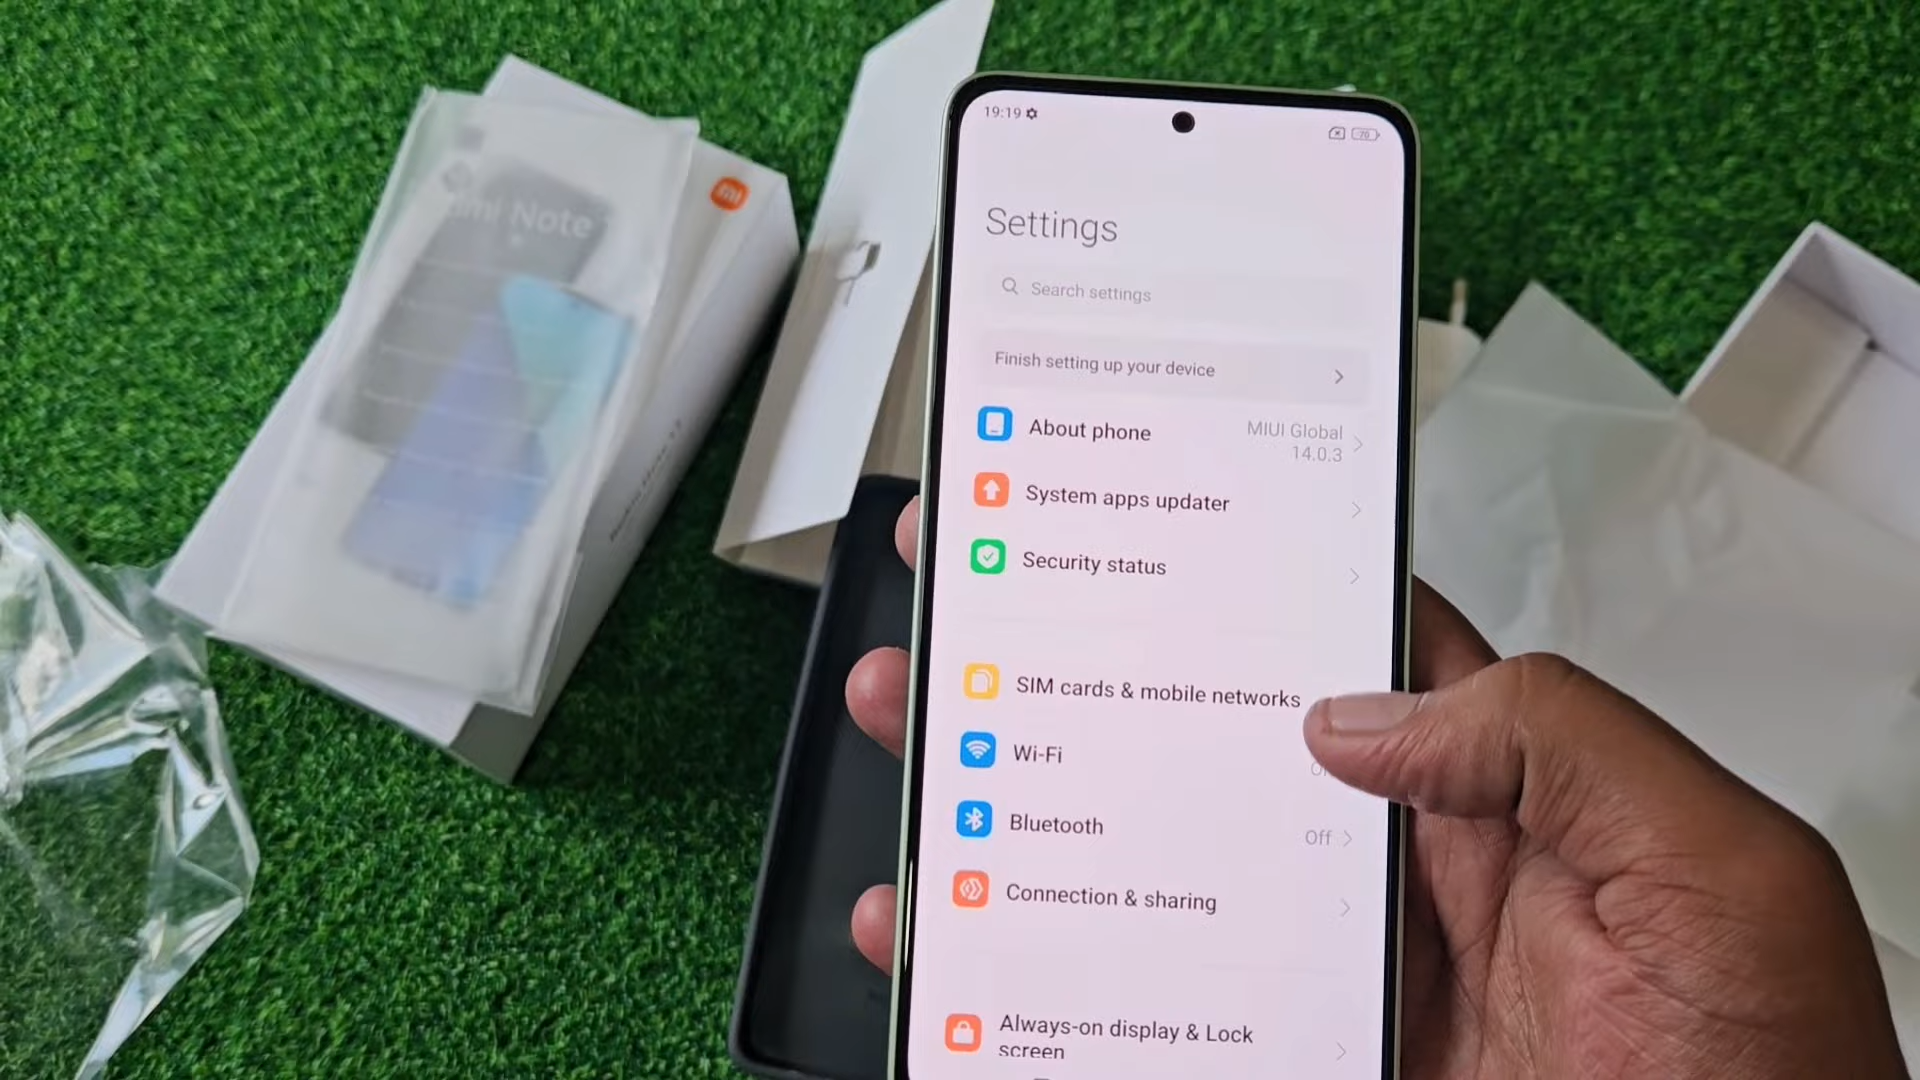 mi
Note
19:19
70
Settings
Search settings
Finish setting up your device
About phone
MIUI Global
14.0.3
System apps updater
Security status
SIM cards & mobile networks
Wi-Fi
Bluetooth
Off
Connection & sharing
Always-on display & Lock
screen